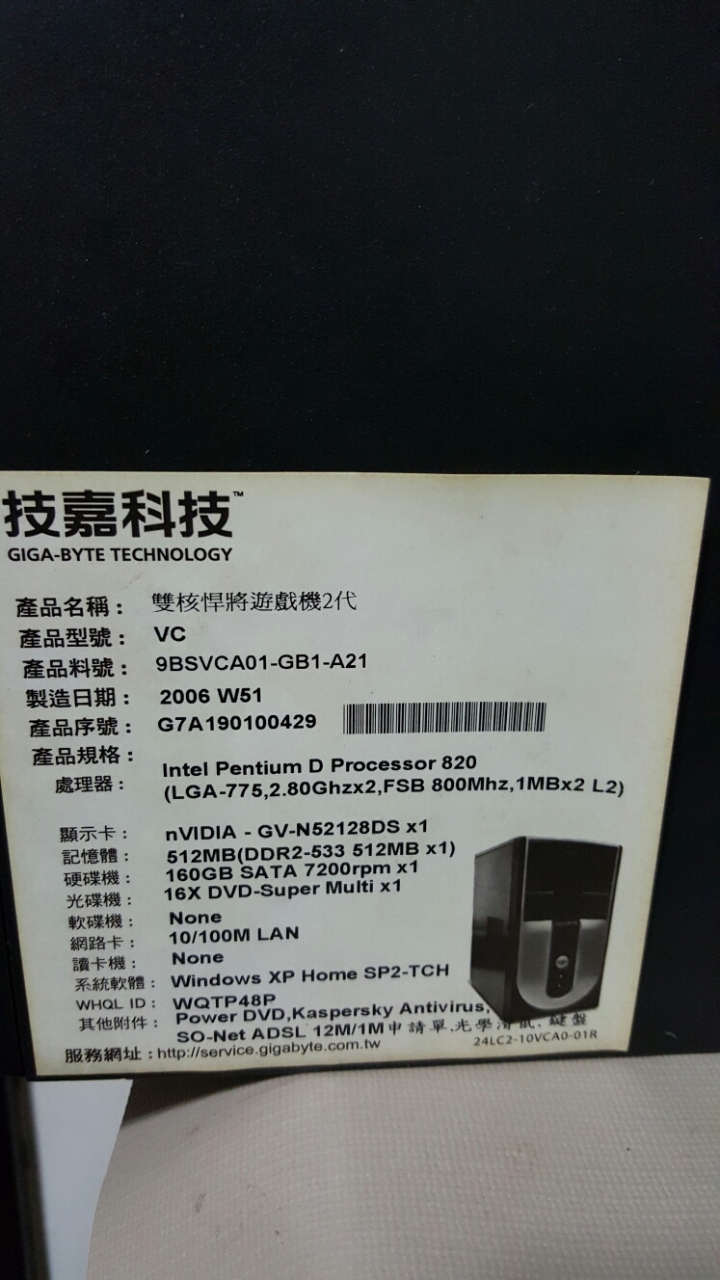 技嘉科技™
GIGA-BYTE TECHNOLOGY
產品名稱： 雙核悍將遊戲機2代
產品型號： VC
產品料號： 9BSVCA01-GB1-A21
製造日期： 2006 W51
產品序號： G7A190100429
產品規格：
處理器： Intel Pentium D Processor 820
(LGA-775,2.80Ghzx2,FSB 800Mhz,1MBx2 L2)
顯示卡： nVIDIA - GV-N52128DS x1
記憶體： 512MB(DDR2-533 512MB x1)
硬碟機： 160GB SATA 7200rpm x1
光碟機： 16X DVD-Super Multi x1
軟碟機： None
網路卡： 10/100M LAN
讀卡機： None
系統軟體： Windows XP Home SP2-TCH
WHQL ID： WQTP48P
其他附件： Power DVD,Kaspersky Antivirus,
SO-Net ADSL 12M/1M申請單、光學滑鼠、鍵盤
服務網址：http://service.gigabyte.com.tw
24LC2-10VCA0-01R